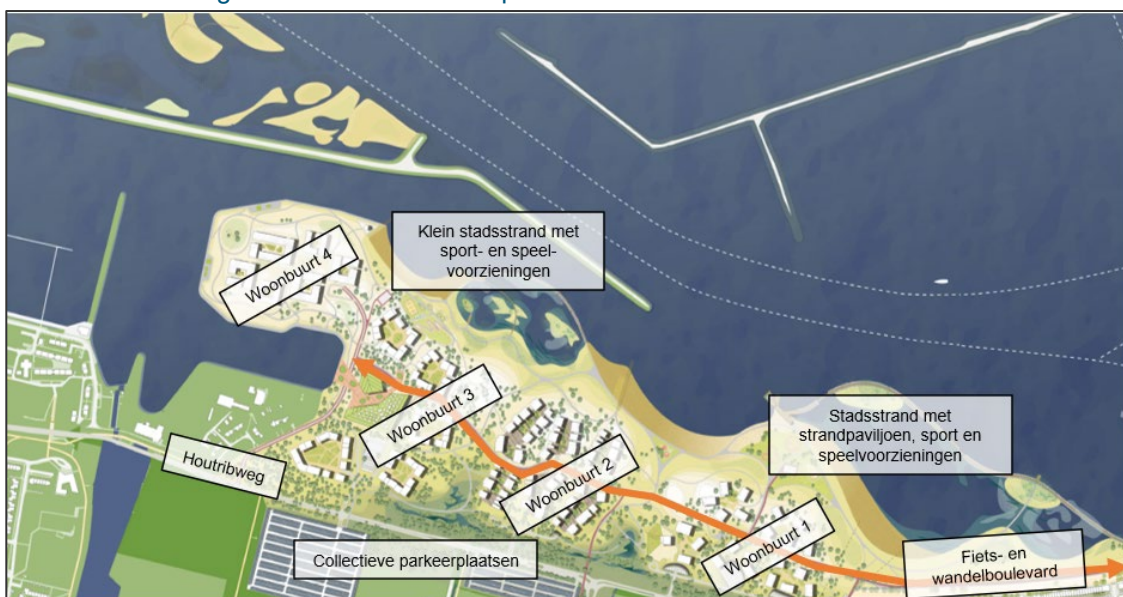 Klein stadsstrand met
sport- en speel-
voorzieningen
Woonbuurt 4
Woonbuurt 3
Stadsstrand met
strandpaviljoen, sport en
speelvoorzieningen
Houtribweg
Woonbuurt 2
Woonbuurt 1
Collectieve parkeerplaatsen
Fiets- en
wandelboulevard